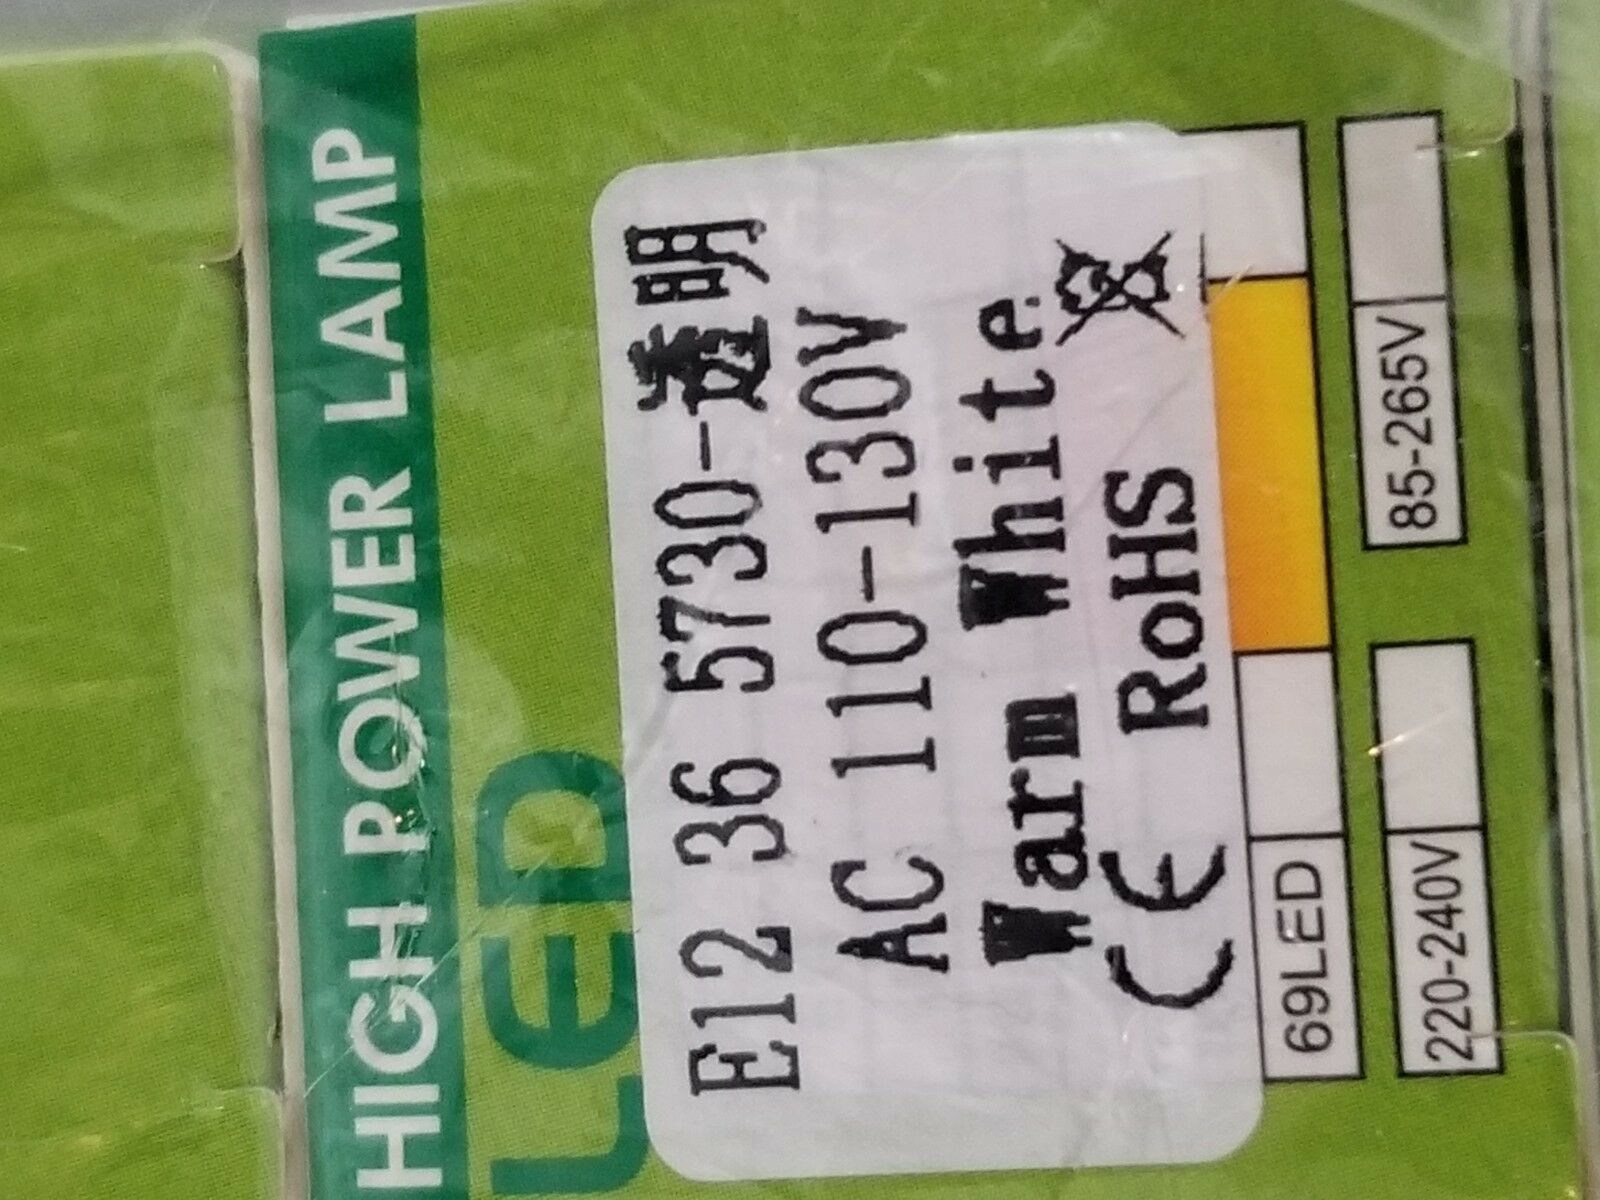 HIGH POWER LAMP
LED
E12 36 5730-透明
AC 110-130V
Warm White
CE RoHS
69LED
220-240V
85-265V